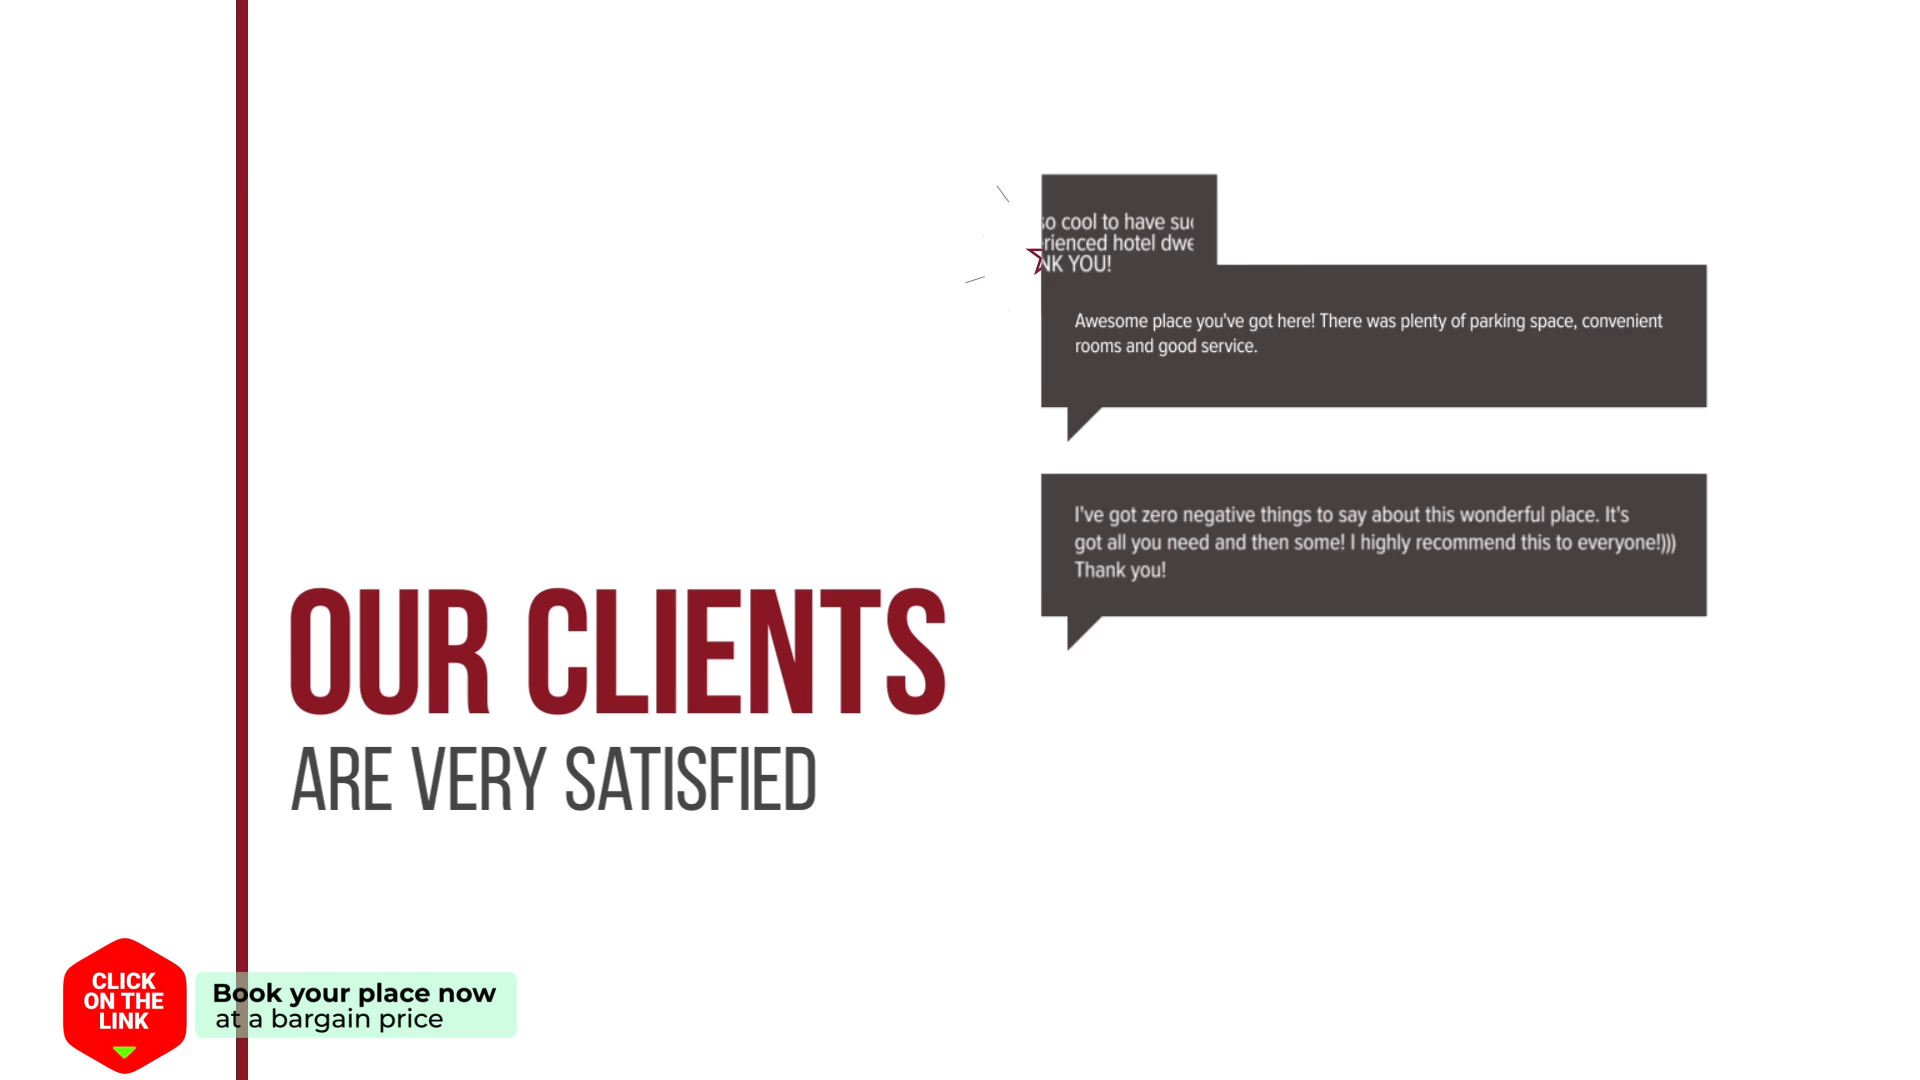 so cool to have
hotel
YOU!
Awesome place you've got here! There was plenty of parking space, convenient
rooms and good service.
I've got zero negative things to say about this wonderful place. It's
got all you need and then some! I highly recommend this to everyone!)))
Thank you!
OUR CLIENTS
ARE VERY SATISFIED
CLICK
ON THE
LINK
Book your place now
at a bargain price